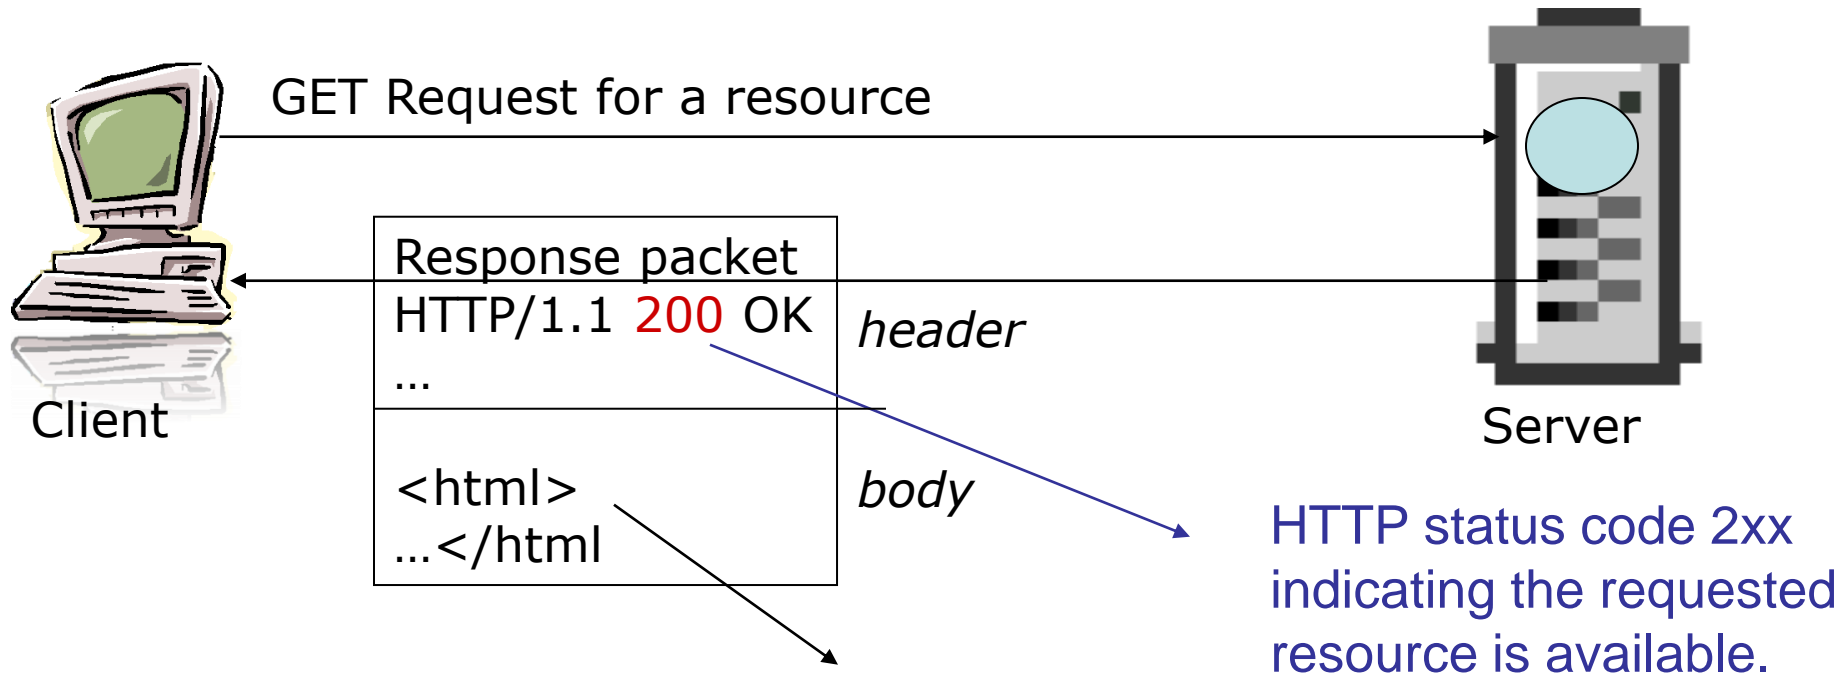 GET Request for a resource
Response packet
HTTP/1.1 200 OK
…
header
Client
Server
<html>
…</html
body
HTTP status code 2xx
indicating the requested
resource is available.